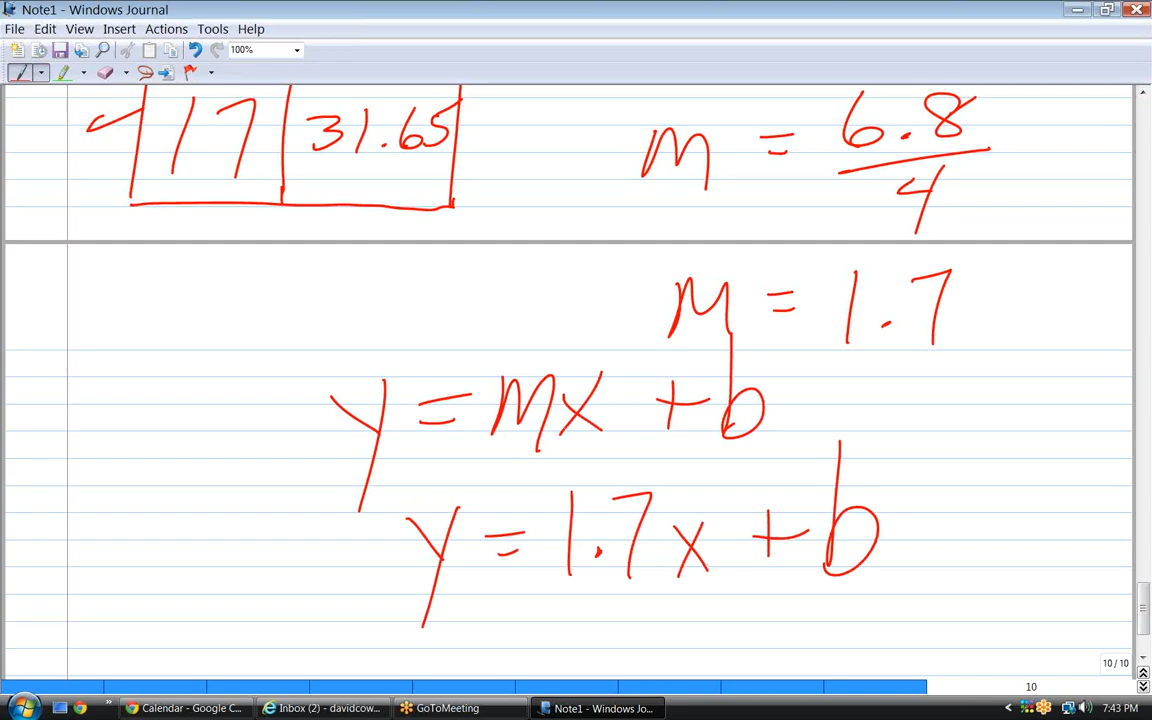 Note1 - Windows Journal
File Edit View Insert Actions Tools Help
100%
17 31.65
m = 6.8
4
m = 1.7
y = mx + b
y = 1.7x + b
10 / 10
10
Calendar - Google C... Inbox (2) - davidcow... GoToMeeting Note1 - Windows Jo... 7:43 PM